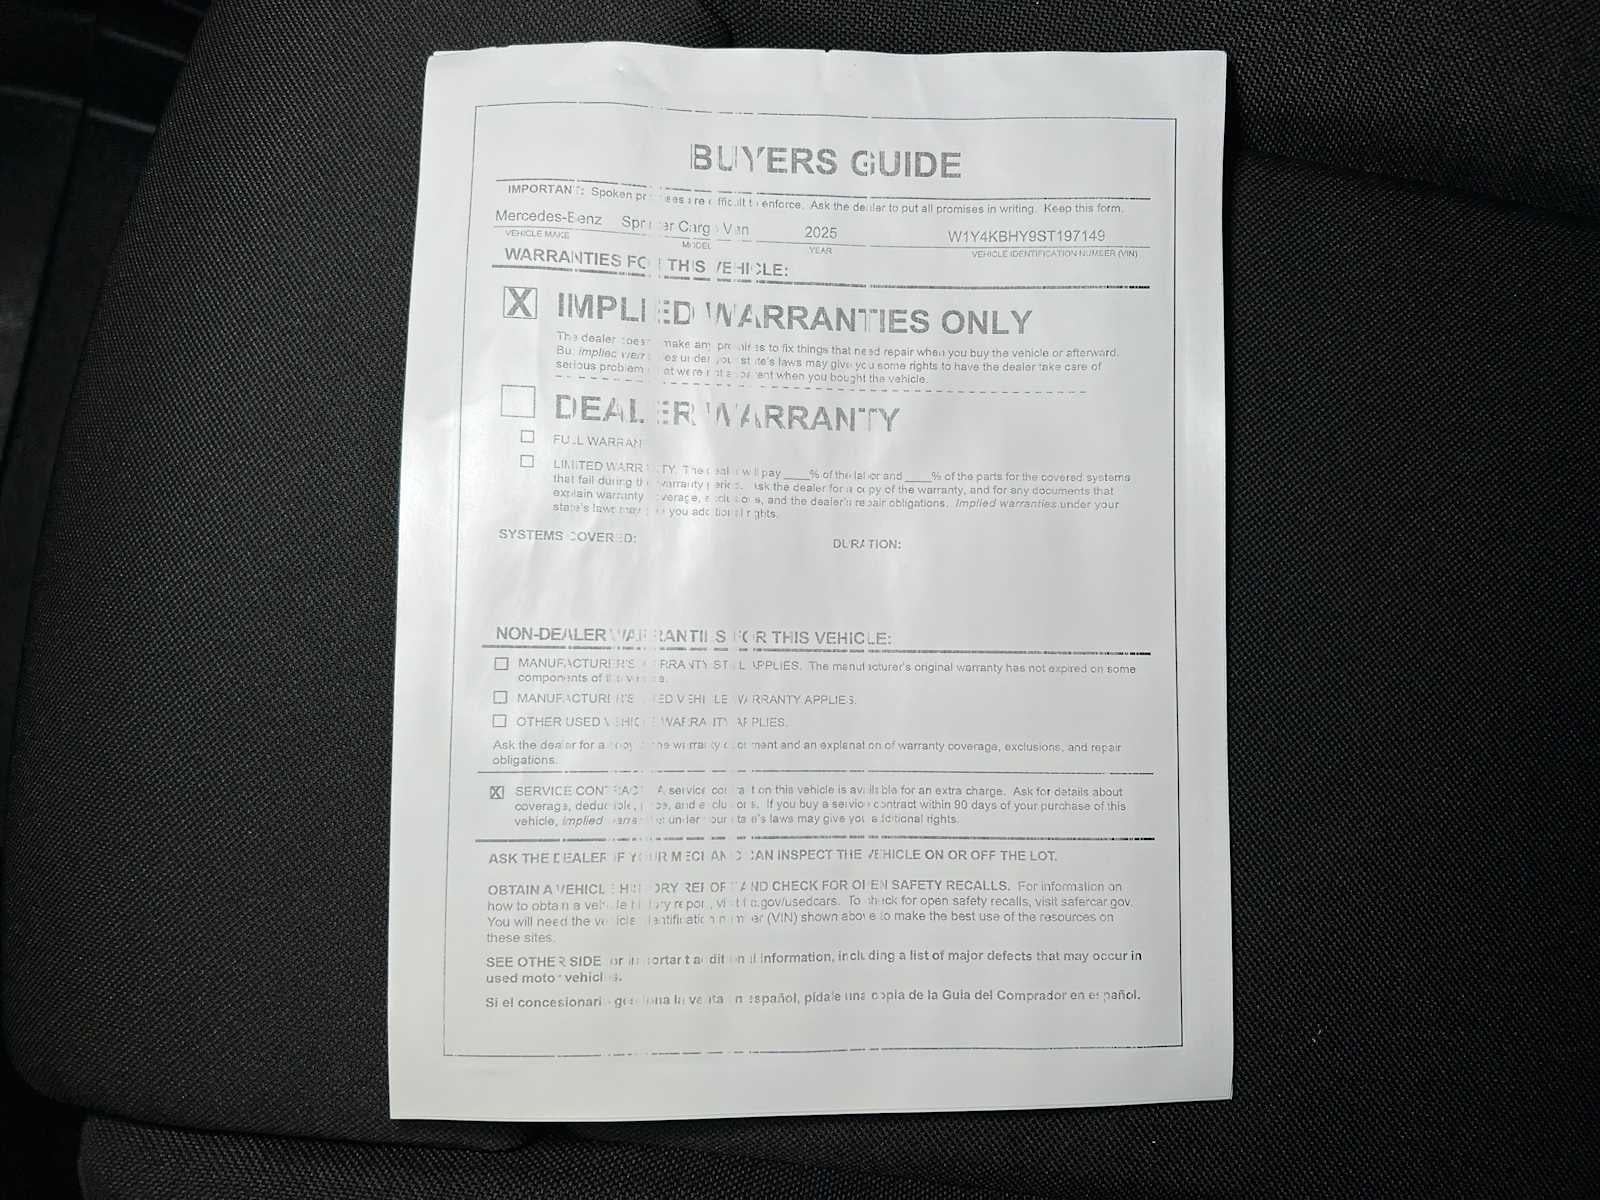 BUYERS GUIDE
IMPORTANT: Spoken promises are difficult to enforce. Ask the dealer to put all promises in writing. Keep this form.
Mercedes-Benz Sprinter Cargo Van 2025 W1Y4KBHY9ST197149
VEHICLE MAKE MODEL YEAR VEHICLE IDENTIFICATION NUMBER (VIN)
WARRANTIES FOR THIS VEHICLE:
X IMPLIED WARRANTIES ONLY
The dealer doesn't make any promises to fix things that need repair when you buy the vehicle or afterward.
But implied warranties under your state's laws may give you some rights to have the dealer take care of
serious problems that were not apparent when you bought the vehicle.
DEALER WARRANTY
FULL WARRANTY
LIMITED WARRANTY. The dealer will pay ____% of the labor and ____% of the parts for the covered systems
that fail during the warranty period. Ask the dealer for a copy of the warranty, and for any documents that
explain warranty coverage, exclusions, and the dealer's repair obligations. Implied warranties under your
state's laws may give you additional rights.
SYSTEMS COVERED: DURATION:
NON-DEALER WARRANTIES FOR THIS VEHICLE:
MANUFACTURER'S WARRANTY STILL APPLIES. The manufacturer's original warranty has not expired on some
components of the vehicle.
MANUFACTURER'S USED VEHICLE WARRANTY APPLIES.
OTHER USED VEHICLE WARRANTY APPLIES.
Ask the dealer for a copy of the warranty document and an explanation of warranty coverage, exclusions, and repair
obligations.
X SERVICE CONTRACT. A service contract on this vehicle is available for an extra charge. Ask for details about
coverage, deductible, price, and exclusions. If you buy a service contract within 90 days of your purchase of this
vehicle, implied warranties under your state's laws may give you additional rights.
ASK THE DEALER IF YOUR MECHANIC CAN INSPECT THE VEHICLE ON OR OFF THE LOT.
OBTAIN A VEHICLE HISTORY REPORT AND CHECK FOR OPEN SAFETY RECALLS. For information on
how to obtain a vehicle history report, visit ftc.gov/usedcars. To check for open safety recalls, visit safercar.gov.
You will need the vehicle identification number (VIN) shown above to make the best use of the resources on
these sites.
SEE OTHER SIDE for important additional information, including a list of major defects that may occur in
used motor vehicles.
Si el concesionario gestiona la venta en español, pídale una copia de la Guía del Comprador en español.